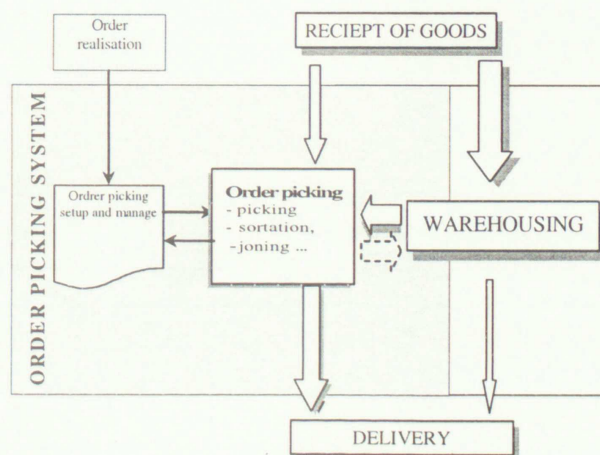 Order
realisation
RECIEPT OF GOODS
ORDER PICKING SYSTEM
Ordrer picking
setup and manage
Order picking
- picking
- sortation,
-joning ...
WAREHOUSING
DELIVERY